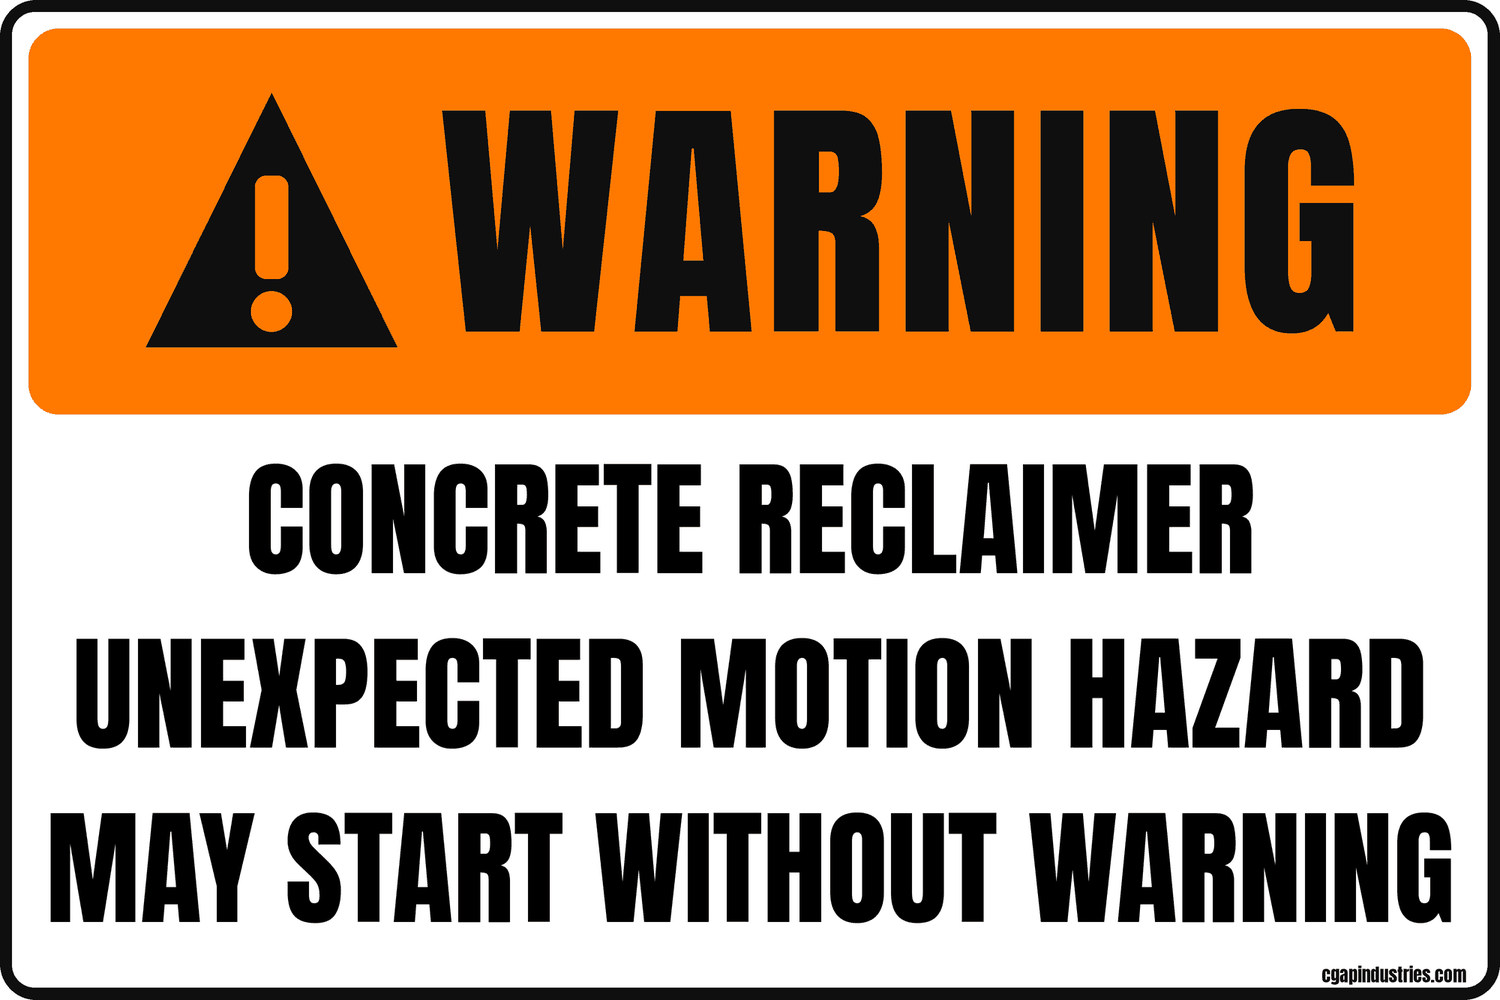 WARNING
CONCRETE RECLAIMER
UNEXPECTED MOTION HAZARD
MAY START WITHOUT WARNING
cgapindustries.com